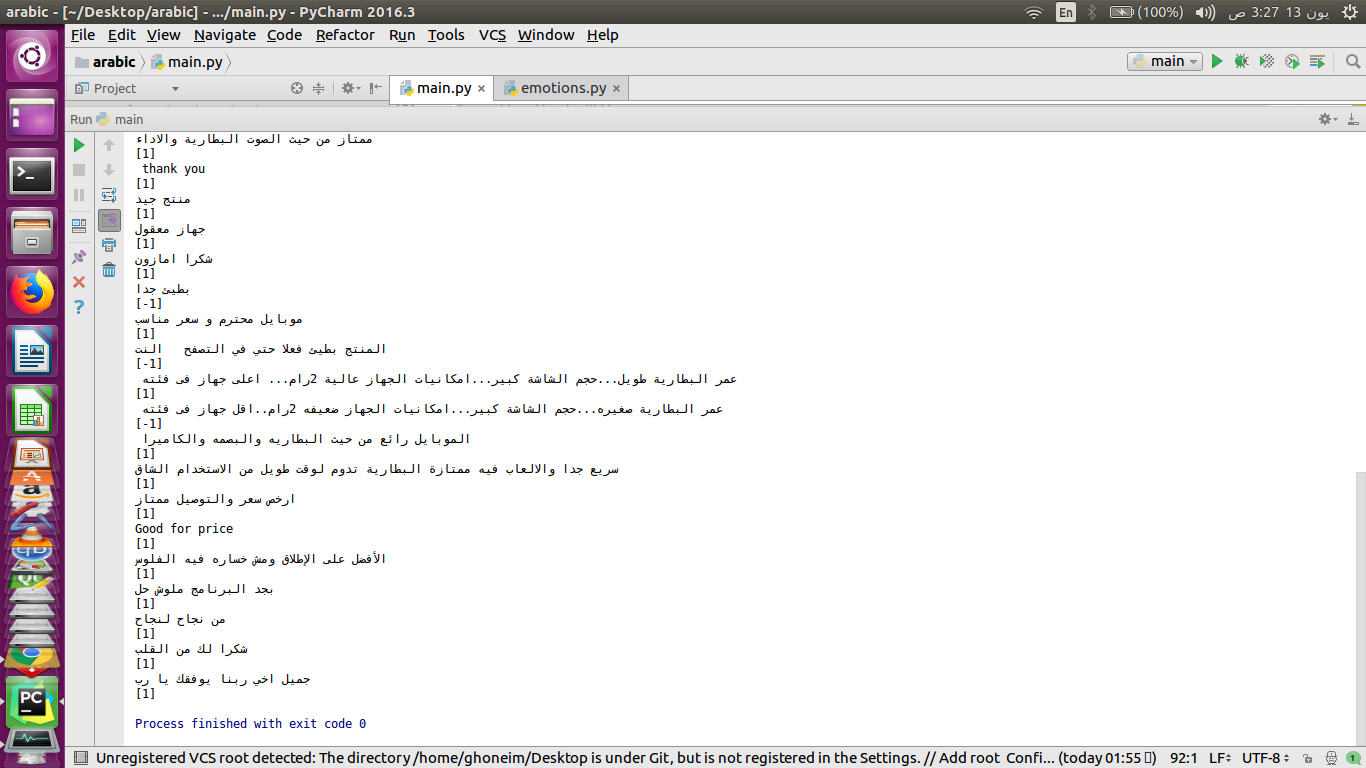 arabic - [~/Desktop/arabic] - .../main.py - PyCharm 2016.3
En
(100%)
يون 13 3:27 ص
File Edit View Navigate Code Refactor Run Tools VCS Window Help
arabic main.py
main
Project
main.py
emotions.py
Run main
ممتاز من حيث الصوت البطارية والاداء
[1]
thank you
[1]
منتج جيد
[1]
جهاز معقول
[1]
شكرا امازون
[1]
بطيئ جدا
[-1]
موبايل محترم و سعر مناسب
[1]
المنتج بطيئ فعلا حتي في التصفح   النت
[-1]
عمر البطارية طويل...حجم الشاشة كبير...امكانيات الجهاز عالية 2رام... اعلى جهاز فى فئته
[1]
عمر البطارية صغيره...حجم الشاشة كبير...امكانيات الجهاز ضعيفه 2رام..اقل جهاز فى فئته
[-1]
الموبايل رائع من حيث البطاريه والبصمه والكاميرا
[1]
سريع جدا والالعاب فيه ممتازة البطارية تدوم لوقت طويل من الاستخدام الشاق
[1]
ارخص سعر والتوصيل ممتاز
[1]
Good for price
[1]
الأفضل على الإطلاق ومش خساره فيه الفلوس
[1]
بجد البرنامج ملوش حل
[1]
من نجاح لنجاح
[1]
شكرا لك من القلب
[1]
جميل اخي ربنا يوفقك يا رب
[1]
Process finished with exit code 0
Unregistered VCS root detected: The directory /home/ghoneim/Desktop is under Git, but is not registered in the Settings. // Add root Confi... (today 01:55) 92:1 LF UTF-8 1